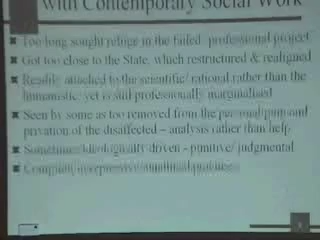 with Contemporary Social Work
Too long sought refuge in the failed professional project
Got too close to the State, which restructured & realigned
Readily attached to the scientific/ rational rather than the
humanistic, yet is still professionally marginalised
Seen by some as too removed from the personal pain and
privation of the disaffected – analysis rather than help
Sometimes ideologically driven - punitive/ judgmental